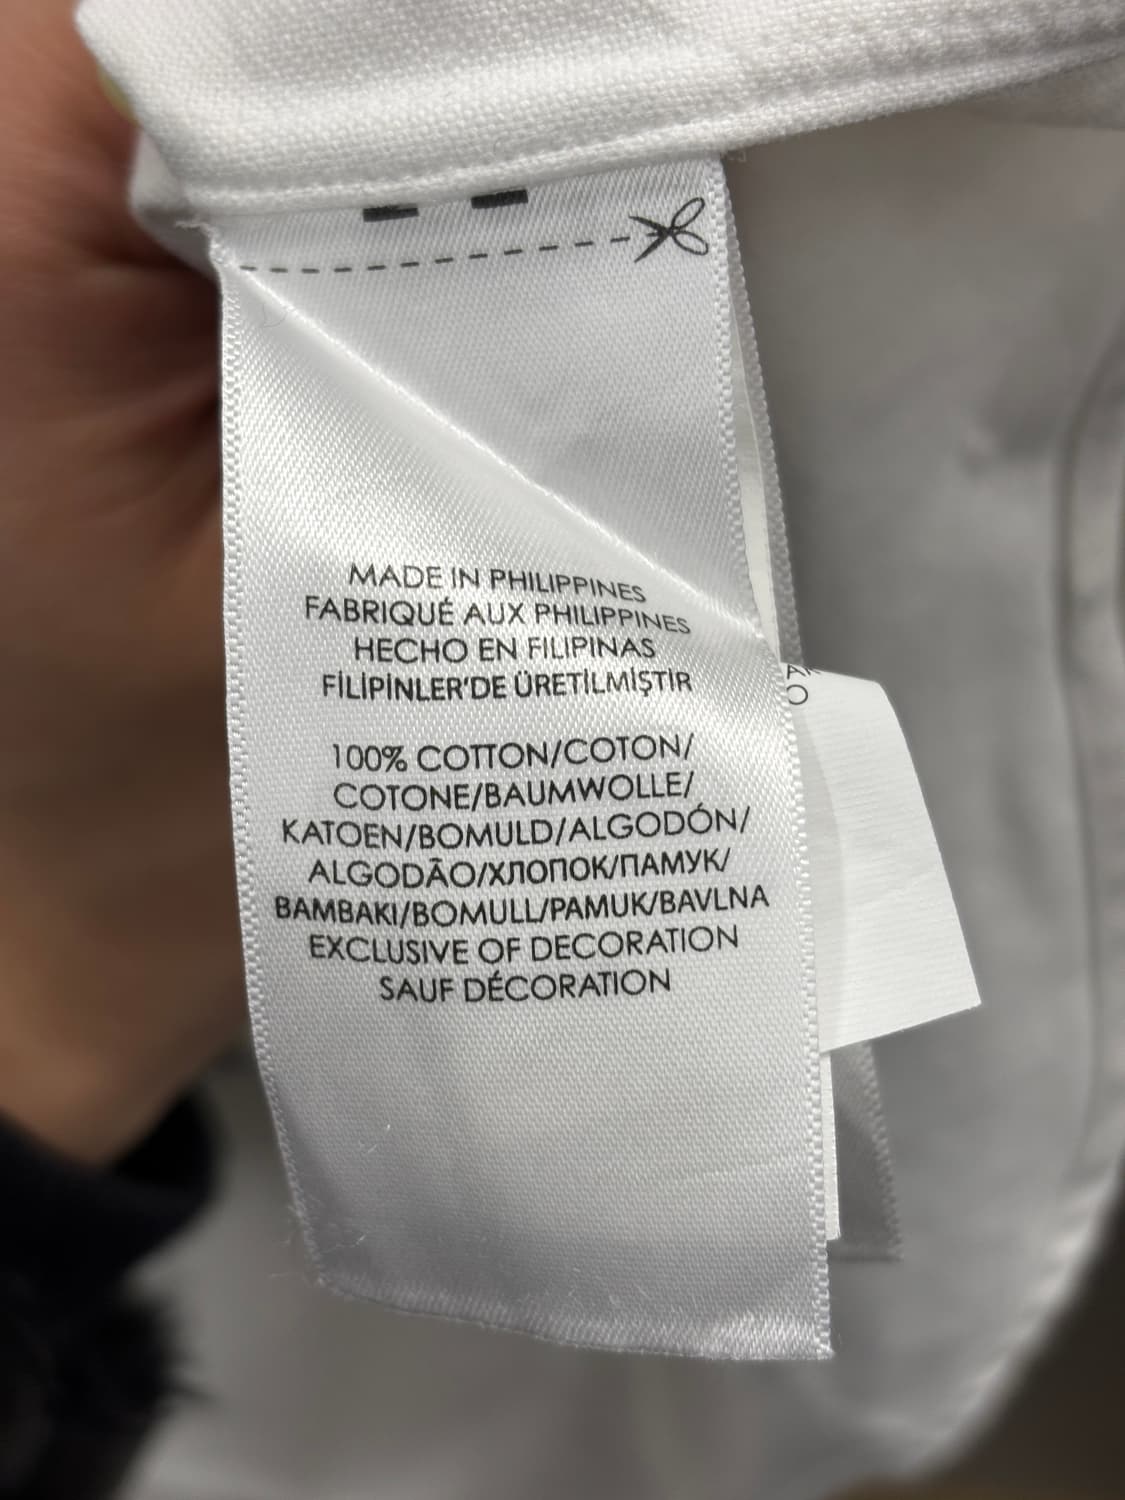 MADE IN PHILIPPINES
FABRIQUÉ AUX PHILIPPINES
HECHO EN FILIPINAS
FİLİPİNLER'DE ÜRETİLMİŞTİR
100% COTTON/COTON/
COTONE/BAUMWOLLE/
KATOEN/BOMULD/ALGODÓN/
ALGODÃO/ХЛОПОК/ПАМУК/
BAMBAKI/BOMULL/PAMUK/BAVLNA
EXCLUSIVE OF DECORATION
SAUF DÉCORATION